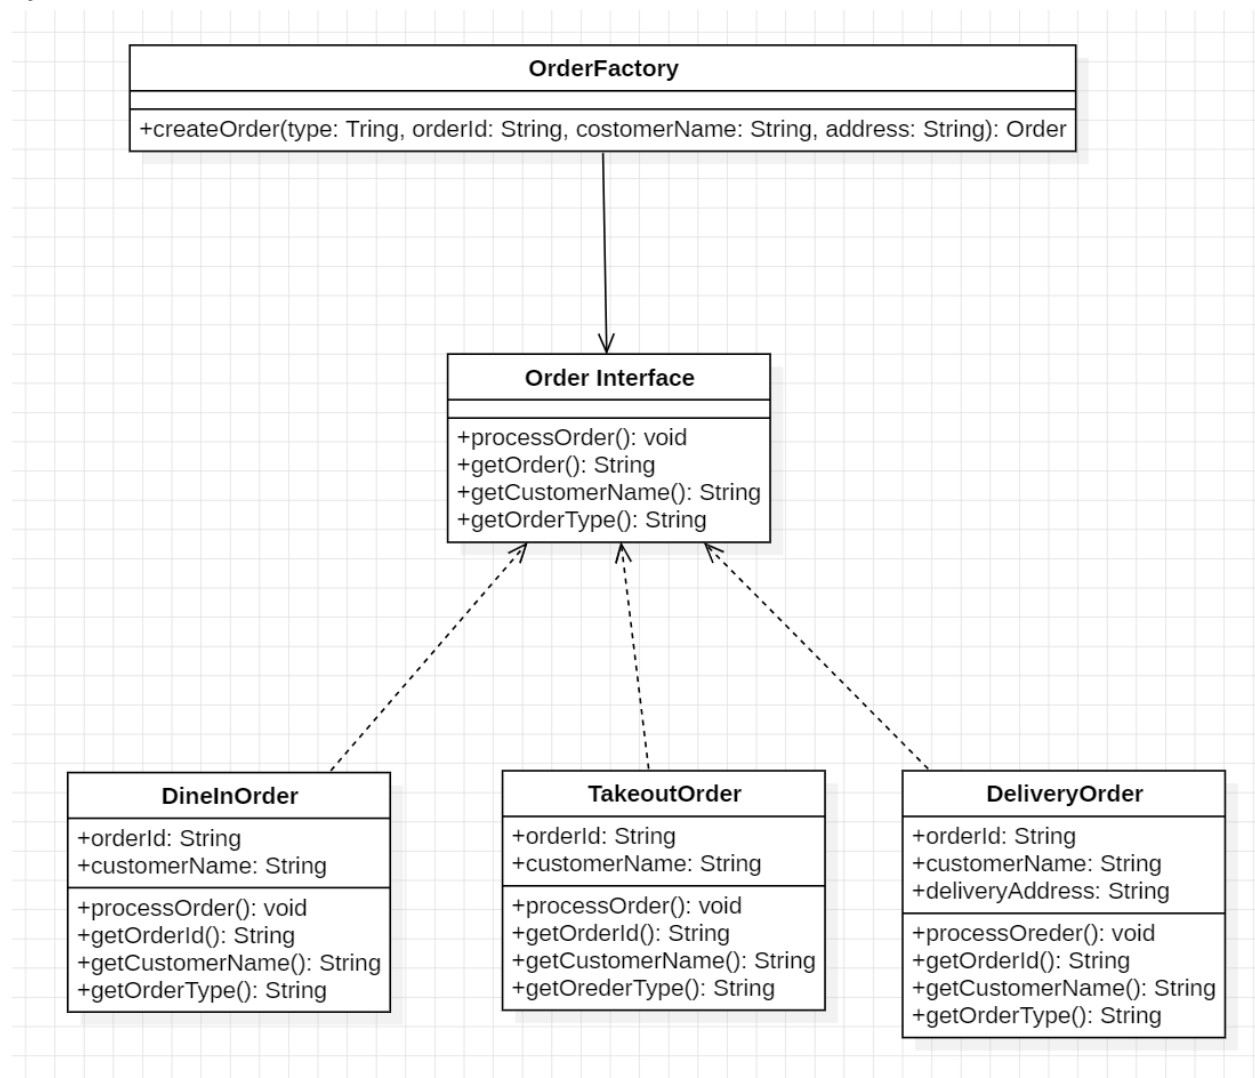 OrderFactory
+createOrder(type: Tring, orderId: String, costomerName: String, address: String): Order
Order Interface
+processOrder(): void
+getOrder(): String
+getCustomerName(): String
+getOrderType(): String
DineInOrder
+orderId: String
+customerName: String
+processOrder(): void
+getOrderId(): String
+getCustomerName(): String
+getOrderType(): String
TakeoutOrder
+orderId: String
+customerName: String
+processOrder(): void
+getOrderId(): String
+getCustomerName(): String
+getOrederType(): String
DeliveryOrder
+orderId: String
+customerName: String
+deliveryAddress: String
+processOreder(): void
+getOrderId(): String
+getCustomerName(): String
+getOrderType(): String